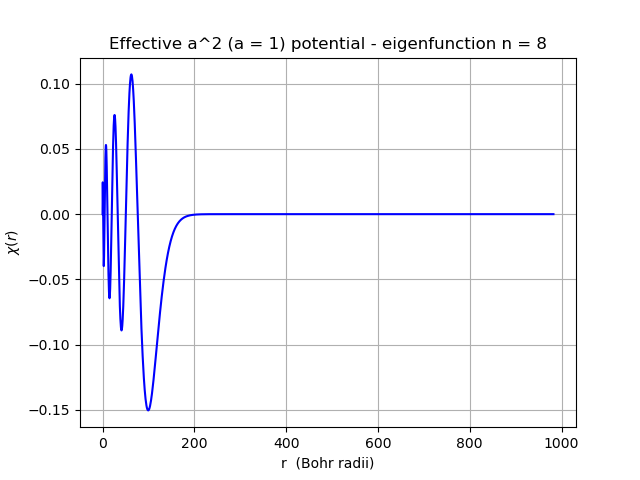 Effective a^2 (a = 1) potential - eigenfunction n = 8
0.10
0.05
0.00
−0.05
−0.10
−0.15
χ(r)
0 200 400 600 800 1000
r (Bohr radii)